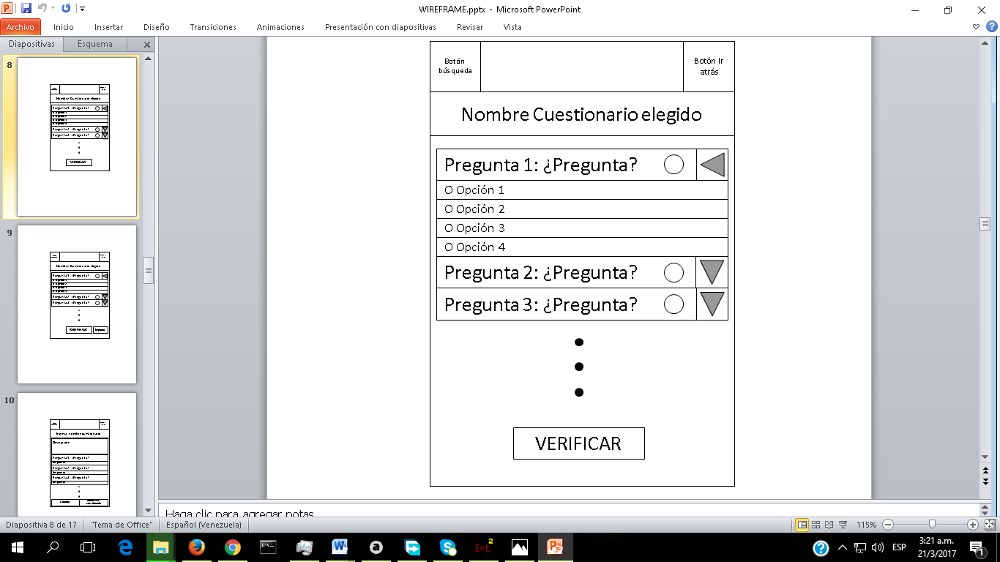 WIREFRAME.pptx - Microsoft PowerPoint
Archivo Inicio Insertar Diseño Transiciones Animaciones Presentación con diapositivas Revisar Vista
Diapositivas Esquema
8
9
10
Botón
búsqueda
Botón Ir
atrás
Nombre Cuestionario elegido
Pregunta 1: ¿Pregunta?
O Opción 1
O Opción 2
O Opción 3
O Opción 4
Pregunta 2: ¿Pregunta?
Pregunta 3: ¿Pregunta?
VERIFICAR
Haga clic para agregar notas
Diapositiva 8 de 17 "Tema de Office" Español (Venezuela) 115%
ESP
3:21 a.m.
21/3/2017